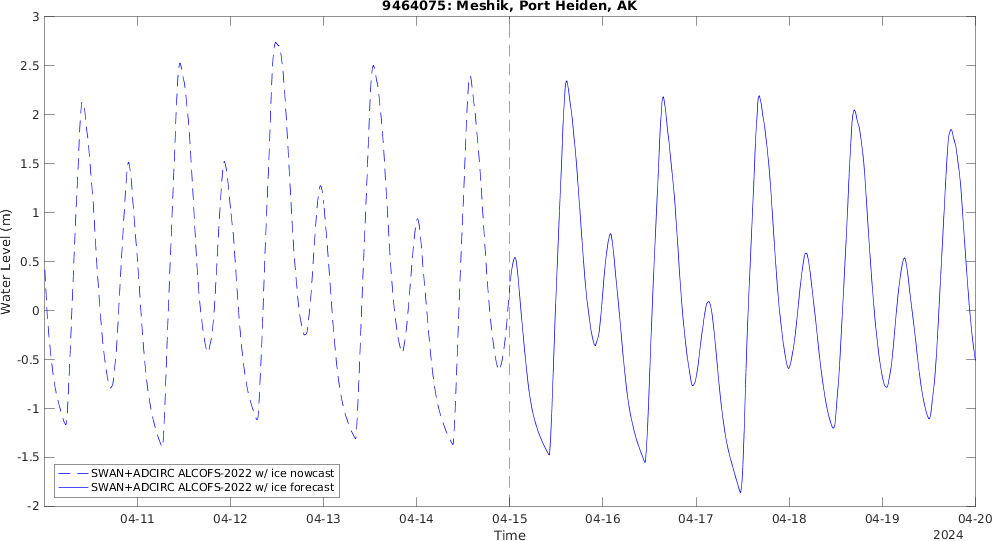 9464075: Meshik, Port Heiden, AK
3
2.5
2
1.5
1
0.5
0
-0.5
-1
-1.5
-2
Water Level (m)
SWAN+ADCIRC ALCOFS-2022 w/ ice nowcast
SWAN+ADCIRC ALCOFS-2022 w/ ice forecast
04-11 04-12 04-13 04-14 04-15 04-16 04-17 04-18 04-19 04-20
Time
2024